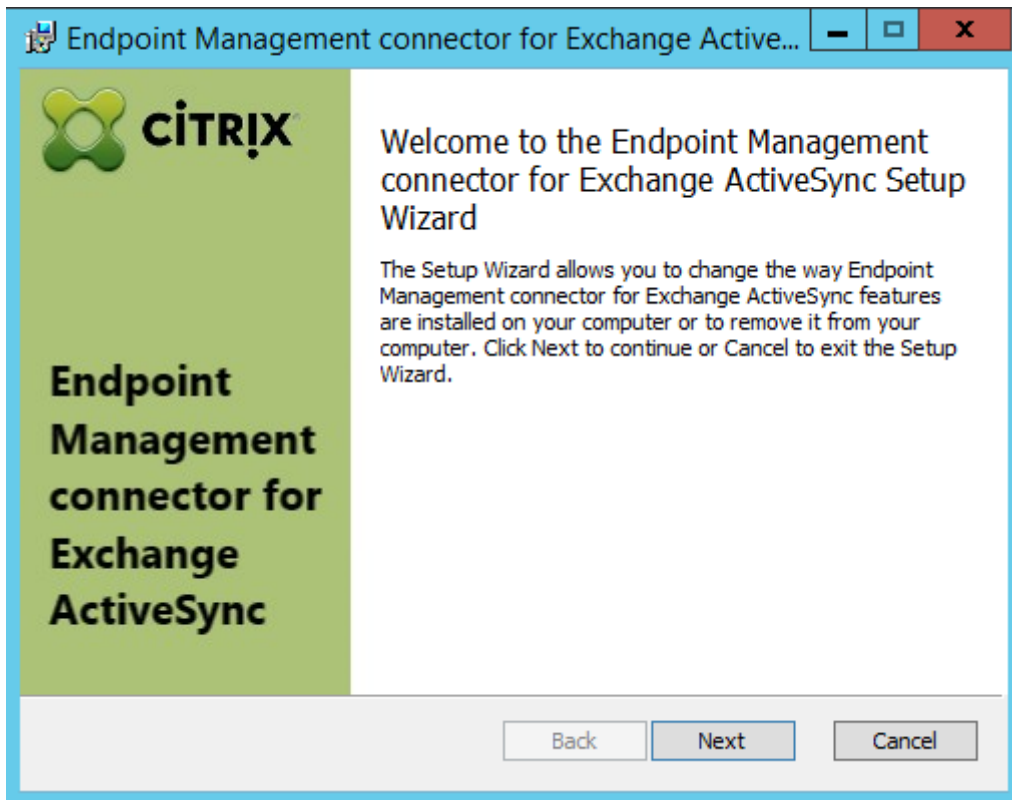 Endpoint Management connector for Exchange Active...
CITRIX
Welcome to the Endpoint Management
connector for Exchange ActiveSync Setup
Wizard
The Setup Wizard allows you to change the way Endpoint
Management connector for Exchange ActiveSync features
are installed on your computer or to remove it from your
computer. Click Next to continue or Cancel to exit the Setup
Wizard.
Endpoint
Management
connector for
Exchange
ActiveSync
Back
Next
Cancel